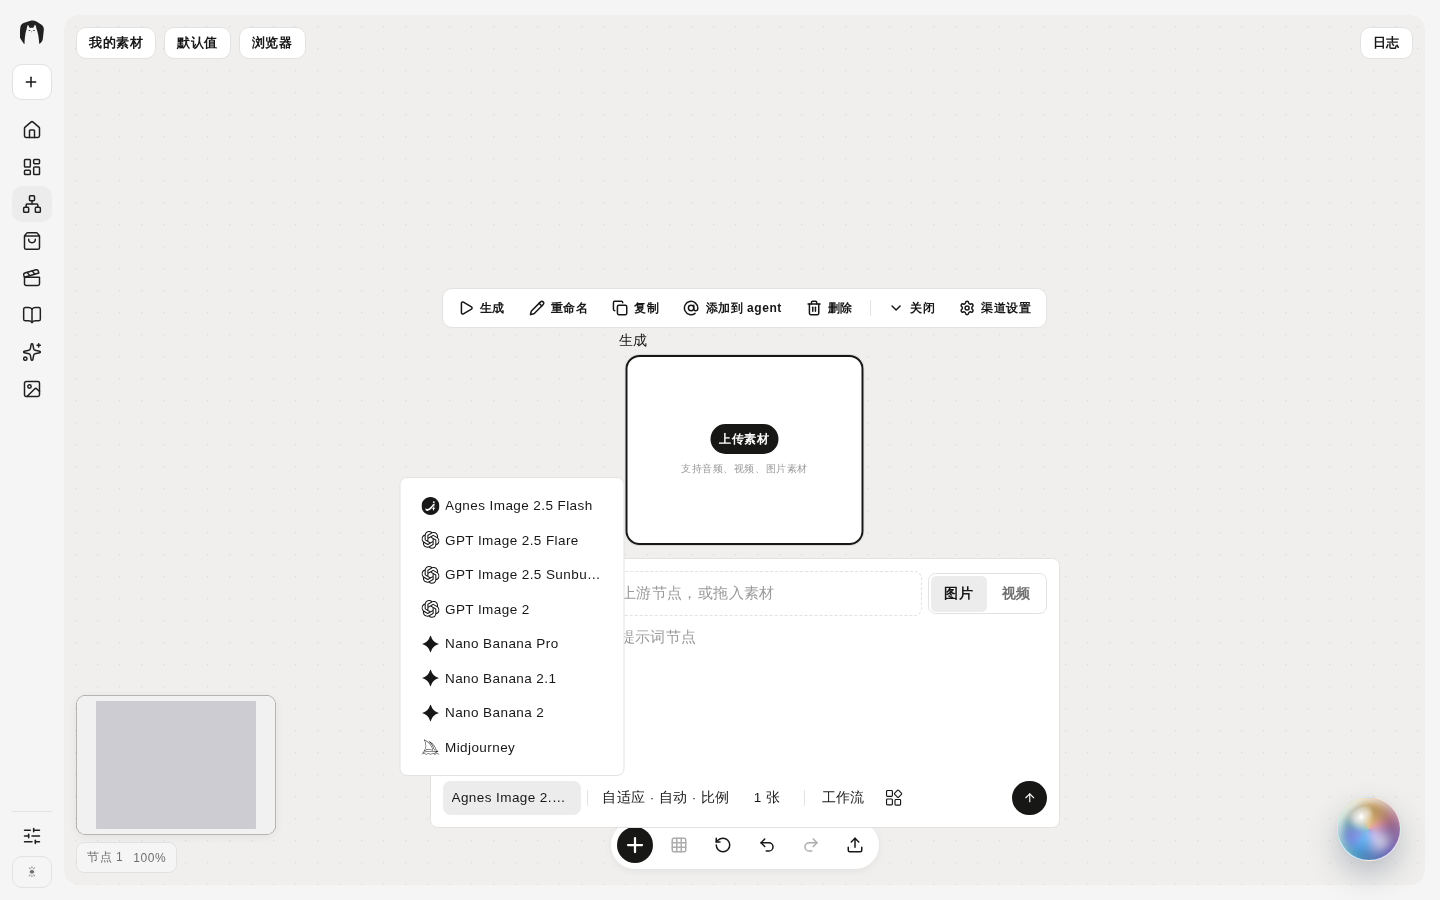 我的素材
默认值
浏览器
日志
生成
重命名
复制
添加到 agent
删除
关闭
渠道设置
生成
上传素材
支持音频、视频、图片素材
Agnes Image 2.5 Flash
GPT Image 2.5 Flare
GPT Image 2.5 Sunbu...
GPT Image 2
Nano Banana Pro
Nano Banana 2.1
Nano Banana 2
Midjourney
上游节点，或拖入素材
图片
视频
提示词节点
Agnes Image 2....
自适应 · 自动 · 比例
1 张
工作流
节点 1
100%